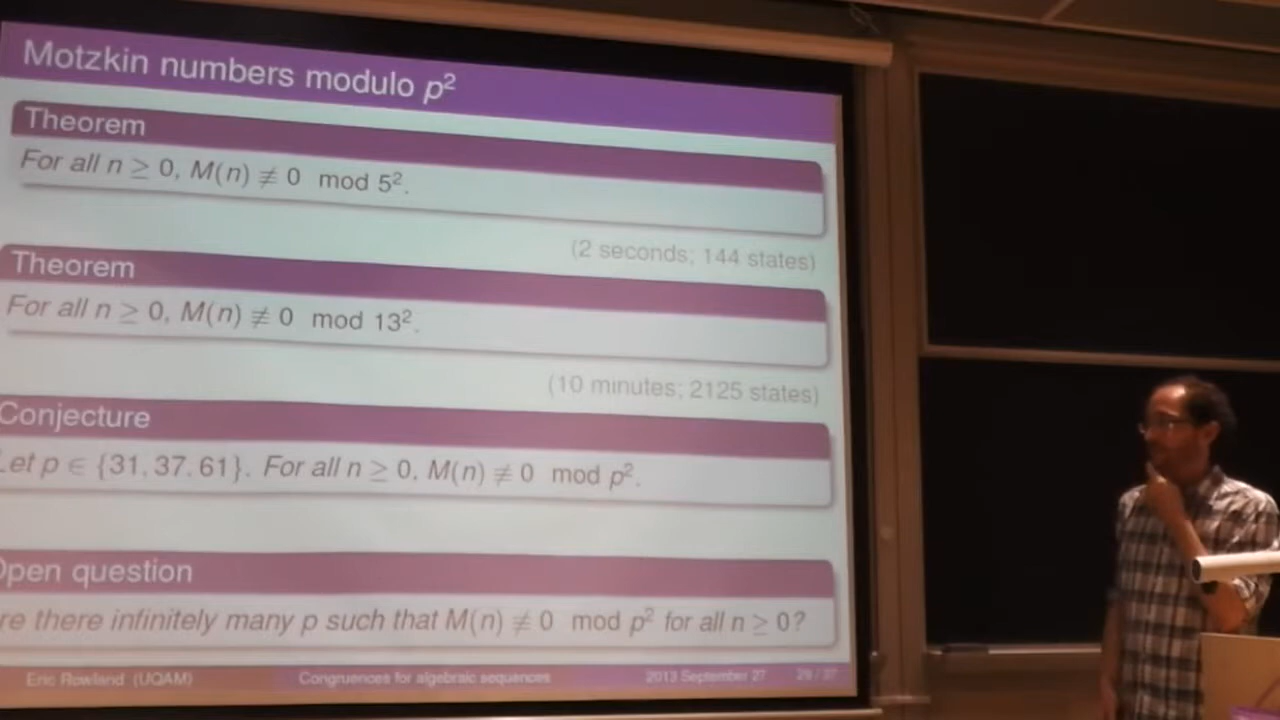 Motzkin numbers modulo p²
Theorem
For all n ≥ 0, M(n) ≢ 0 mod 5².
(2 seconds; 144 states)
Theorem
For all n ≥ 0, M(n) ≢ 0 mod 13².
(10 minutes; 2125 states)
Conjecture
Let p ∈ {31, 37, 61}. For all n ≥ 0, M(n) ≢ 0 mod p².
Open question
re there infinitely many p such that M(n) ≢ 0 mod p² for all n ≥ 0?
Eric Rowland (UQAM) Congruences for algebraic sequences 2013 September 27 29 / 37